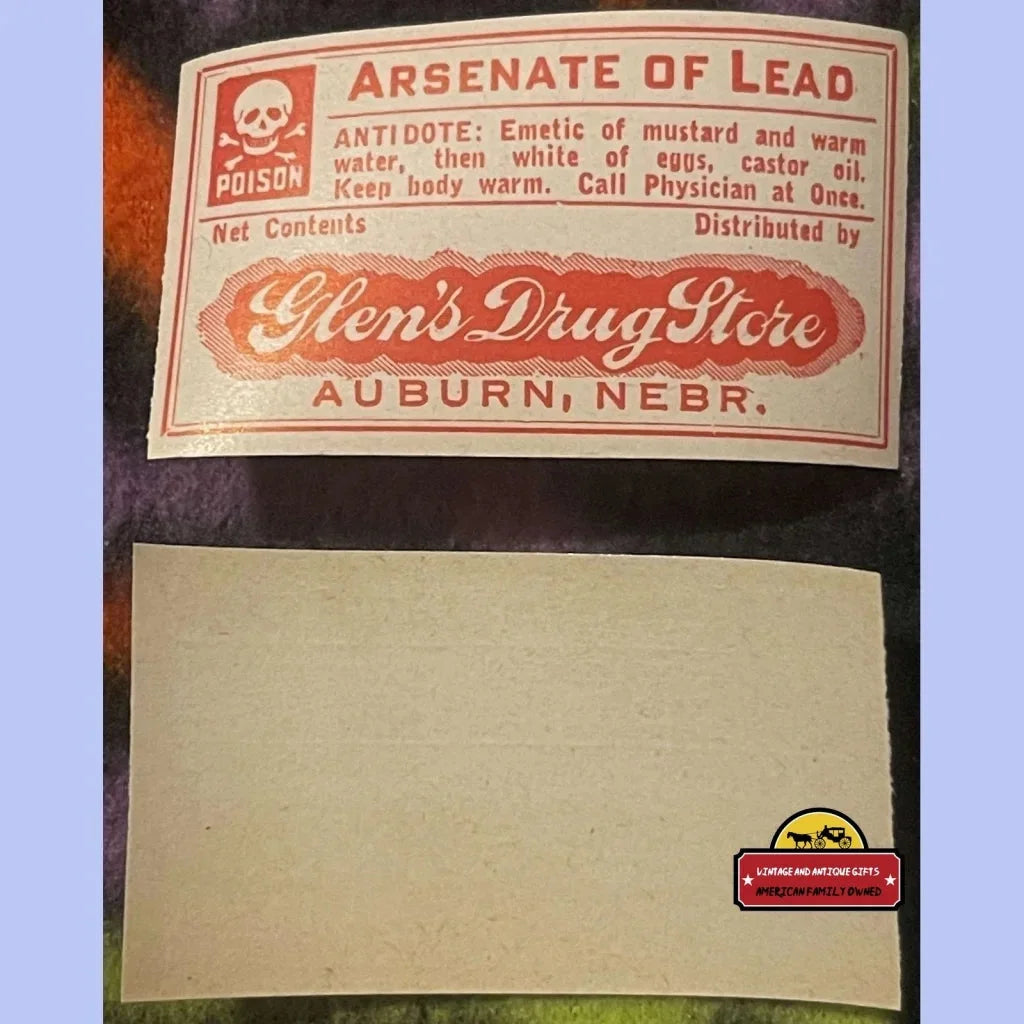 POISON
ARSENATE OF LEAD
ANTIDOTE: Emetic of mustard and warm
water, then white of eggs, castor oil.
Keep body warm. Call Physician at Once.
Net Contents
Distributed by
Glen's Drug Store
AUBURN, NEBR.
VINTAGE AND ANTIQUE GIFTS
AMERICAN FAMILY OWNED